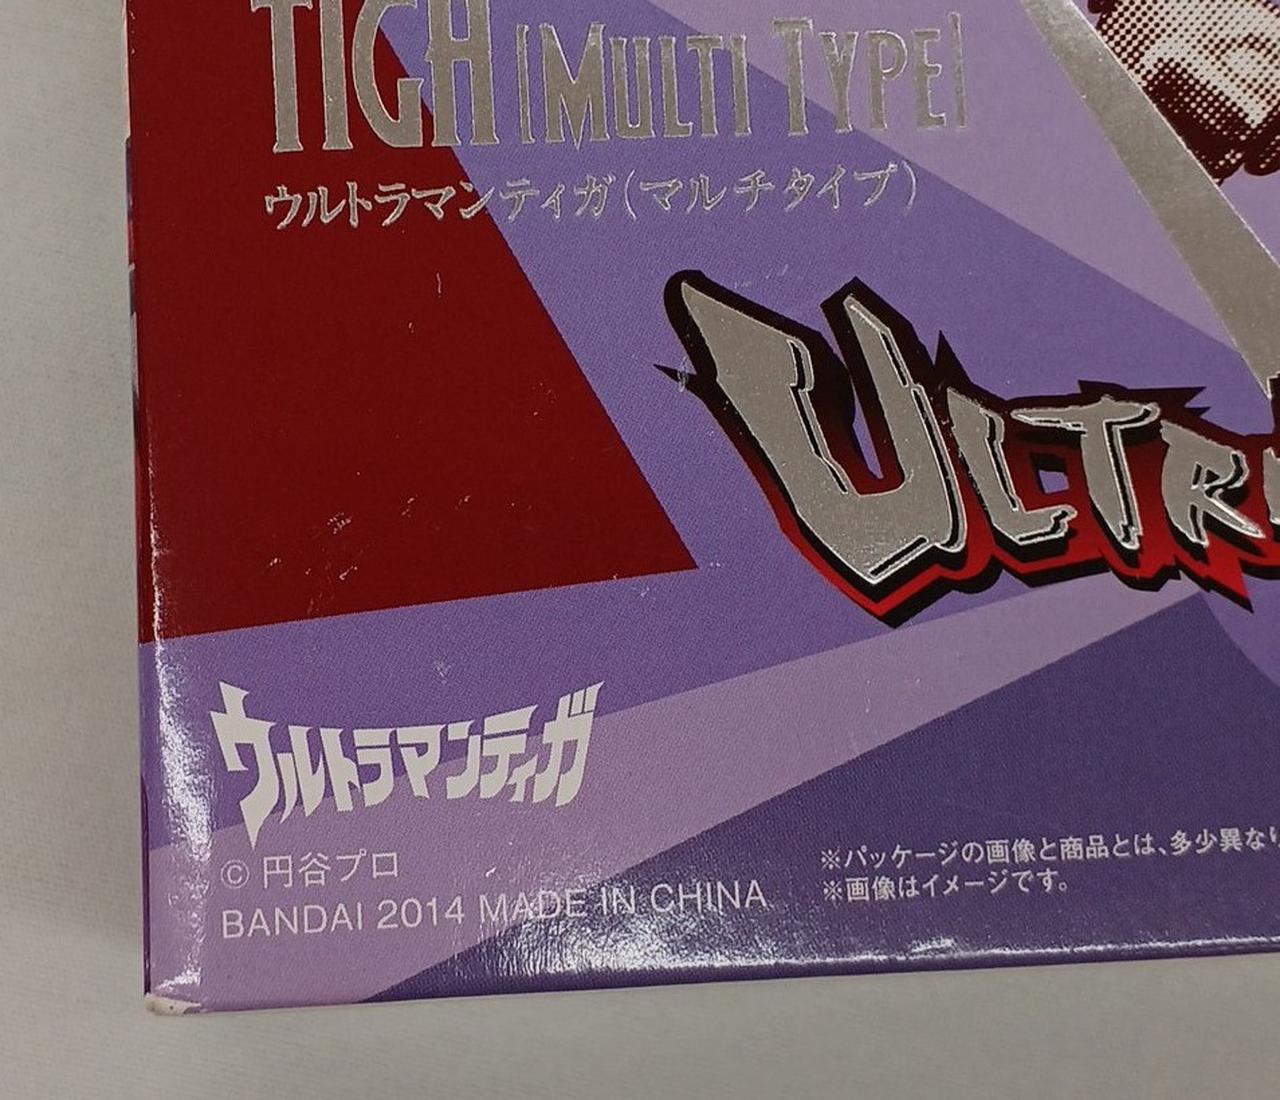 TIGA [MULTI TYPE]
ウルトラマンティガ(マルチタイプ)
ULTR
ウルトラマンティガ
© 円谷プロ
BANDAI 2014 MADE IN CHINA
※パッケージの画像と商品とは、多少異なり
※画像はイメージです。